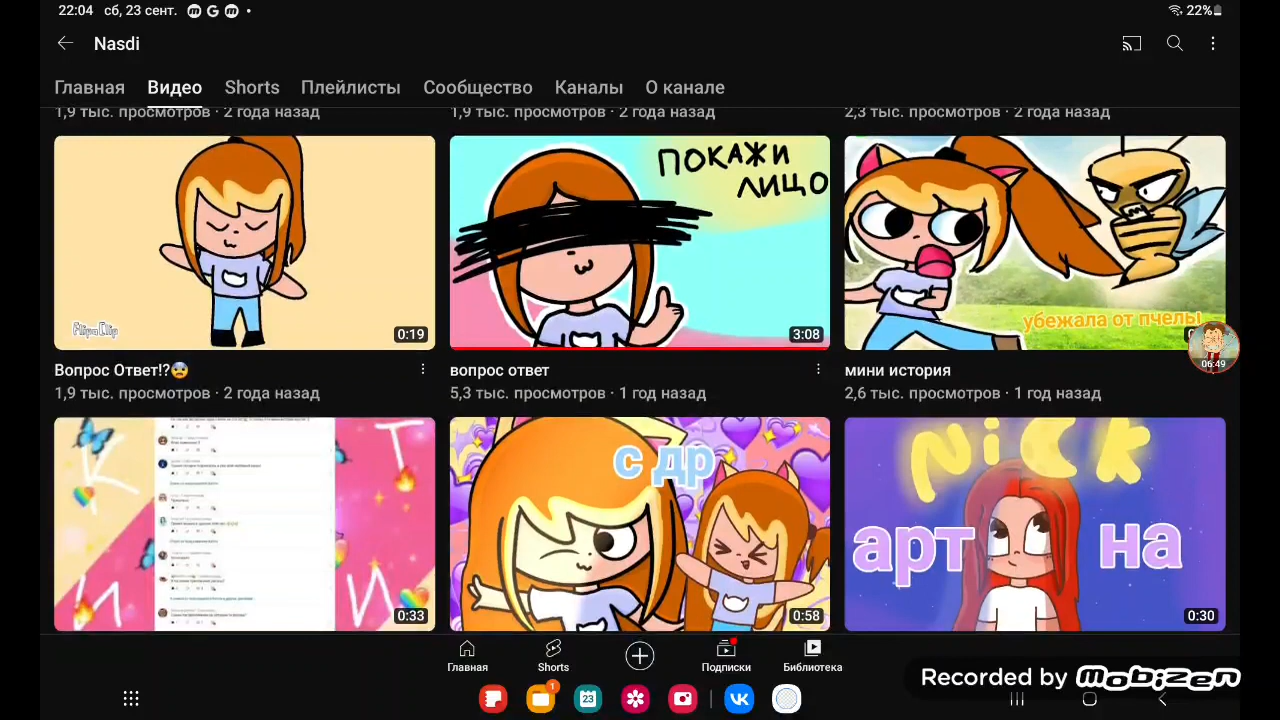 22:04 сб, 23 сент.
22%
Nasdi
Главная Видео Shorts Плейлисты Сообщество Каналы О канале
1,9 тыс. просмотров · 2 года назад
1,9 тыс. просмотров · 2 года назад
2,3 тыс. просмотров · 2 года назад
FlipaClip
0:19
ПОКАЖИ
ЛИЦО
3:08
убежала от пчелы
06:49
Вопрос Ответ!?😨
1,9 тыс. просмотров · 2 года назад
вопрос ответ
5,3 тыс. просмотров · 1 год назад
мини история
2,6 тыс. просмотров · 1 год назад
К Т
И И
0:33
с др
0:58
NiCK
арт на
0:30
Главная
Shorts
Подписки
Библиотека
Recorded by mobizen
1
23